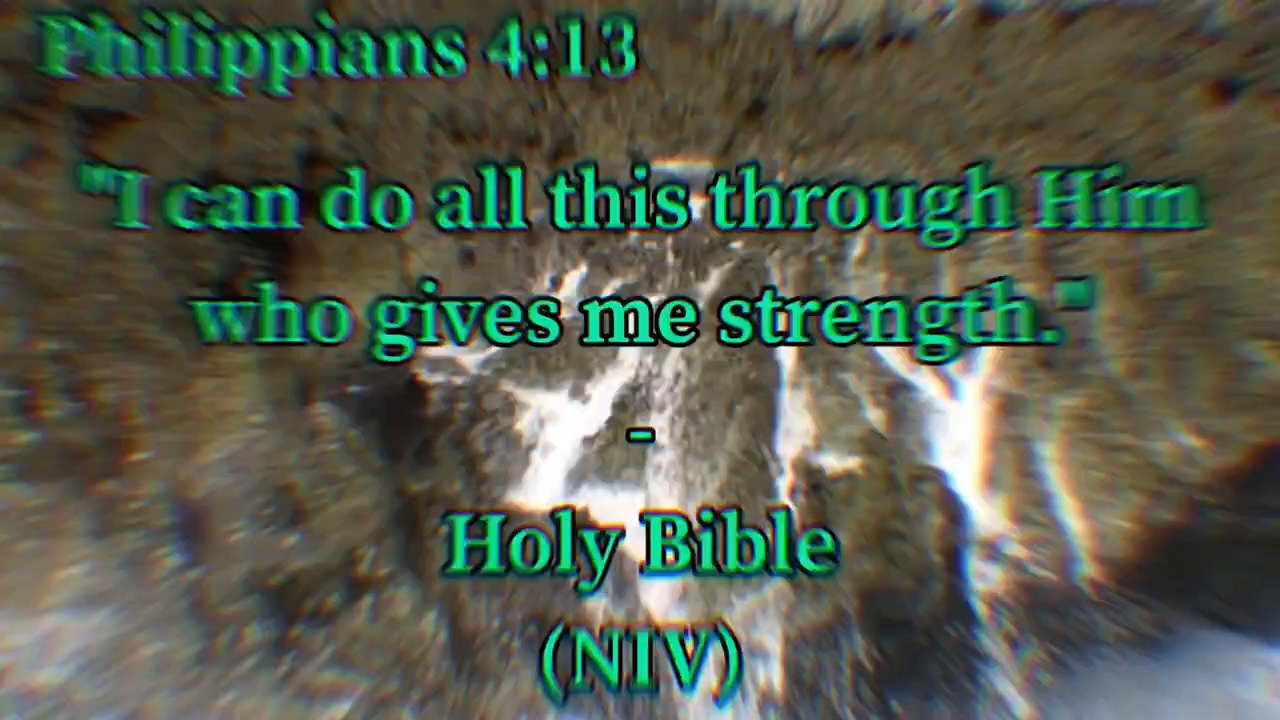 Philippians 4:13
"I can do all this through Him
who gives me strength."
-
Holy Bible
(NIV)